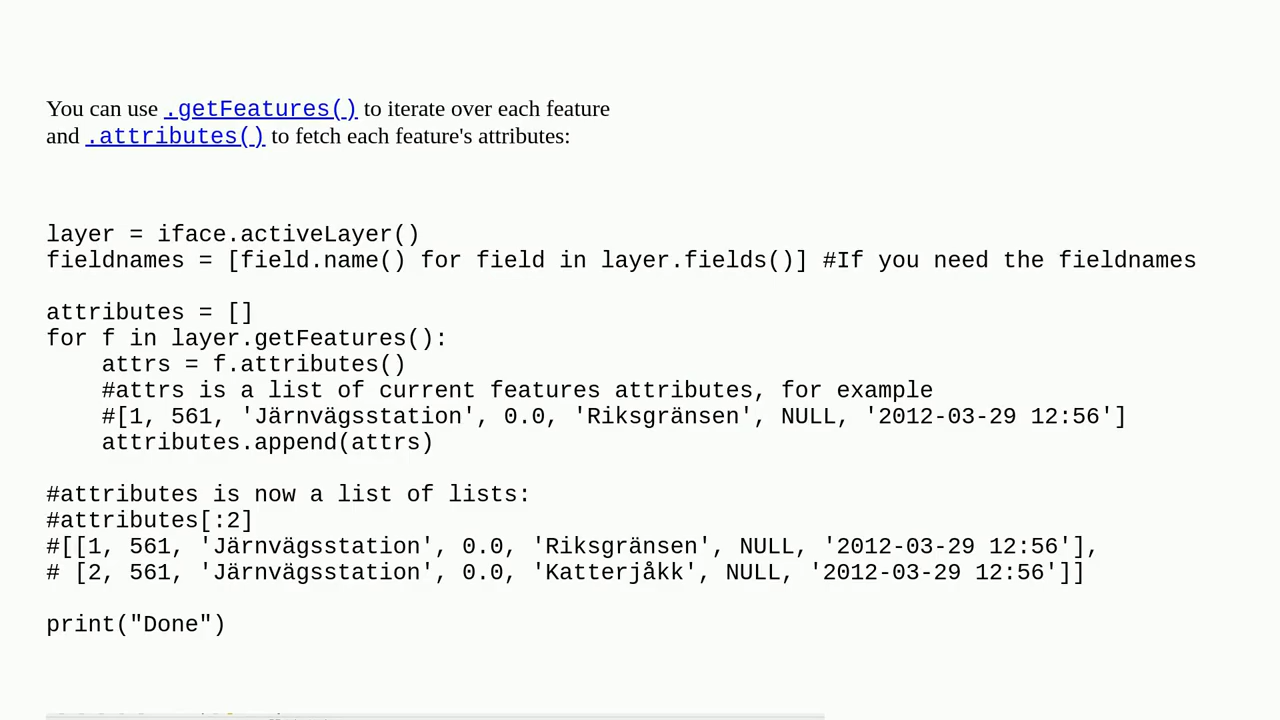 You can use .getFeatures() to iterate over each feature
and .attributes() to fetch each feature's attributes:
layer = iface.activeLayer()
fieldnames = [field.name() for field in layer.fields()] #If you need the fieldnames
attributes = []
for f in layer.getFeatures():
    attrs = f.attributes()
    #attrs is a list of current features attributes, for example
    #[1, 561, 'Järnvägsstation', 0.0, 'Riksgränsen', NULL, '2012-03-29 12:56']
    attributes.append(attrs)
#attributes is now a list of lists:
#attributes[:2]
#[[1, 561, 'Järnvägsstation', 0.0, 'Riksgränsen', NULL, '2012-03-29 12:56'],
# [2, 561, 'Järnvägsstation', 0.0, 'Katterjåkk', NULL, '2012-03-29 12:56']]
print("Done")